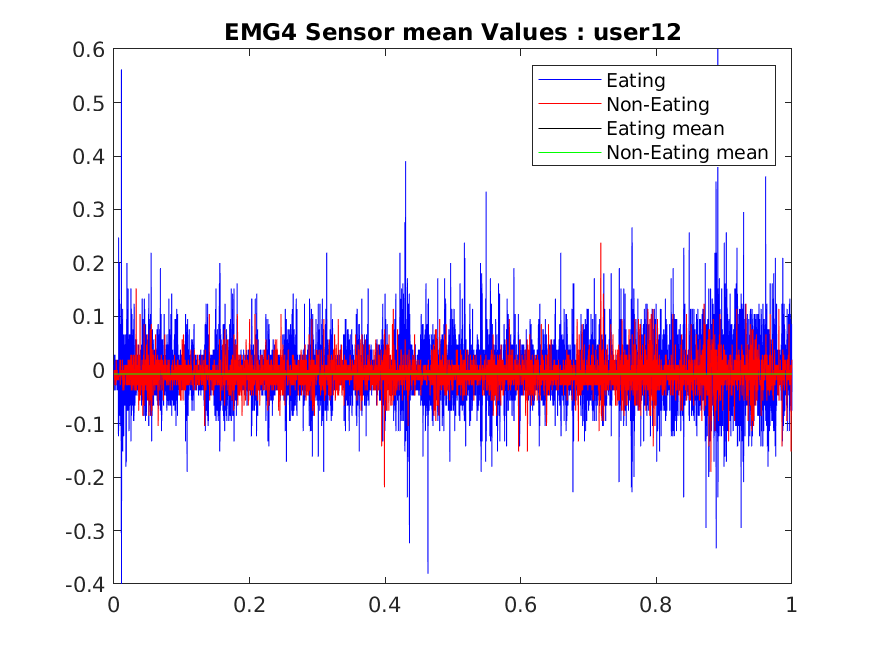 EMG4 Sensor mean Values : user12
0.6
0.5
0.4
0.3
0.2
0.1
0
-0.1
-0.2
-0.3
-0.4
Eating
Non-Eating
Eating mean
Non-Eating mean
0 0.2 0.4 0.6 0.8 1